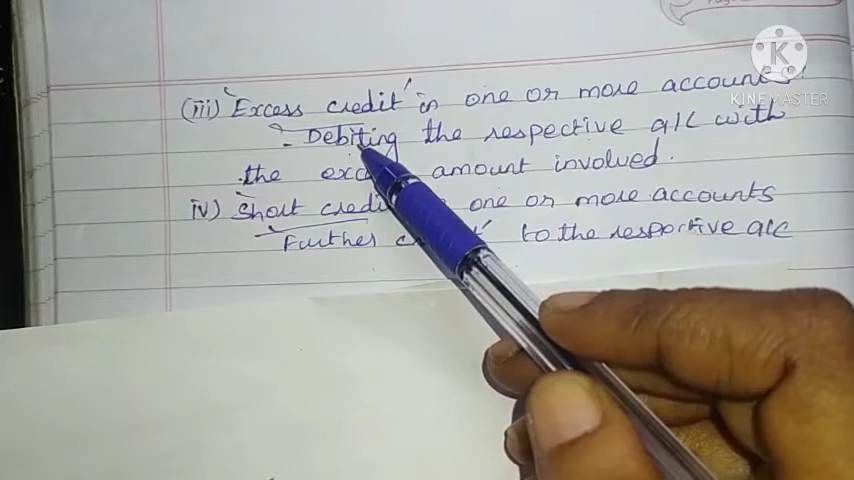 (iii) 'Excess credit' in one or more accounts.
- Debiting the respective a/c with
the amount involved.
iv) Short in one or more accounts
Further to the respective a/c
KINEMASTER